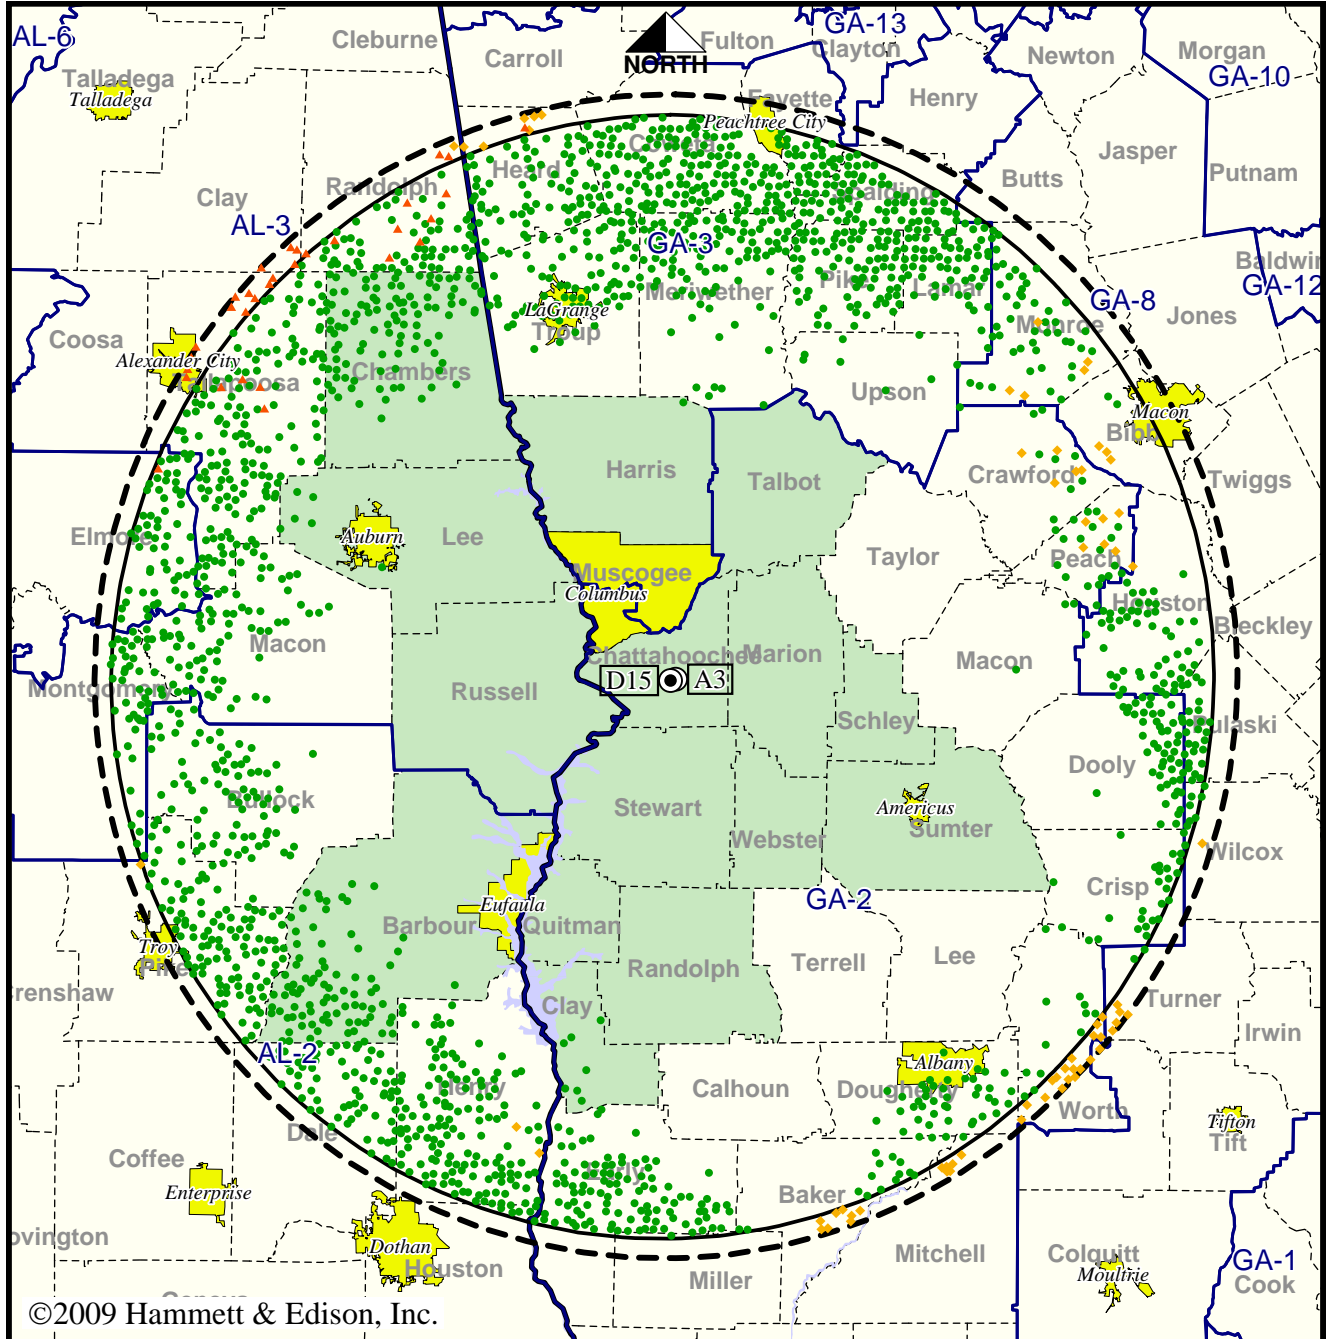 AL-6
Cleburne
Carroll
Fulton
GA-13
Clayton
Newton
Morgan
GA-10
NORTH
Talladega
Talladega
Fayette
Henry
Peachtree City
Coweta
Jasper
Putnam
Heard
Butts
Randolph
Clay
Spalding
AL-3
GA-3
Baldwin
GA-12
GA-8
Pike
Lamar
Meriwether
LaGrange
Troup
Monroe
Jones
Coosa
Alexander City
Tallapoosa
Chambers
Upson
Macon
Bibb
Harris
Talbot
Crawford
Twiggs
Elmore
Auburn
Lee
Taylor
Peach
Muscogee
Columbus
Houston
Bleckley
Macon
Chattahoochee
Marion
Macon
Montgomery
Russell
D15
A3
Schley
Pulaski
Dooly
Bullock
Stewart
Americus
Sumter
Webster
Wilcox
Crisp
GA-2
Eufaula
Barbour
Quitman
Troy
Pike
Randolph
Terrell
Lee
Crenshaw
Clay
Turner
Irwin
AL-2
Albany
Henry
Calhoun
Dougherty
Worth
Tifton
Tift
Dale
Coffee
Early
Enterprise
Baker
Covington
Dothan
Houston
Mitchell
Colquitt
Moultrie
GA-1
Cook
Miller
Geneva
©2009 Hammett & Edison, Inc.